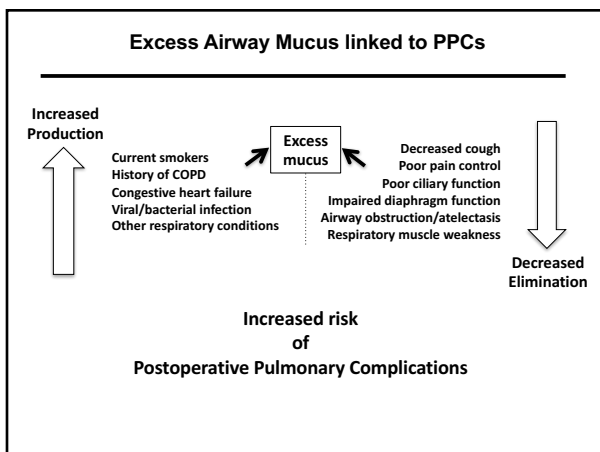 Excess Airway Mucus linked to PPCs
Increased
Production
Current smokers
History of COPD
Congestive heart failure
Viral/bacterial infection
Other respiratory conditions
Excess
mucus
Decreased cough
Poor pain control
Poor ciliary function
Impaired diaphragm function
Airway obstruction/atelectasis
Respiratory muscle weakness
Decreased
Elimination
Increased risk
of
Postoperative Pulmonary Complications